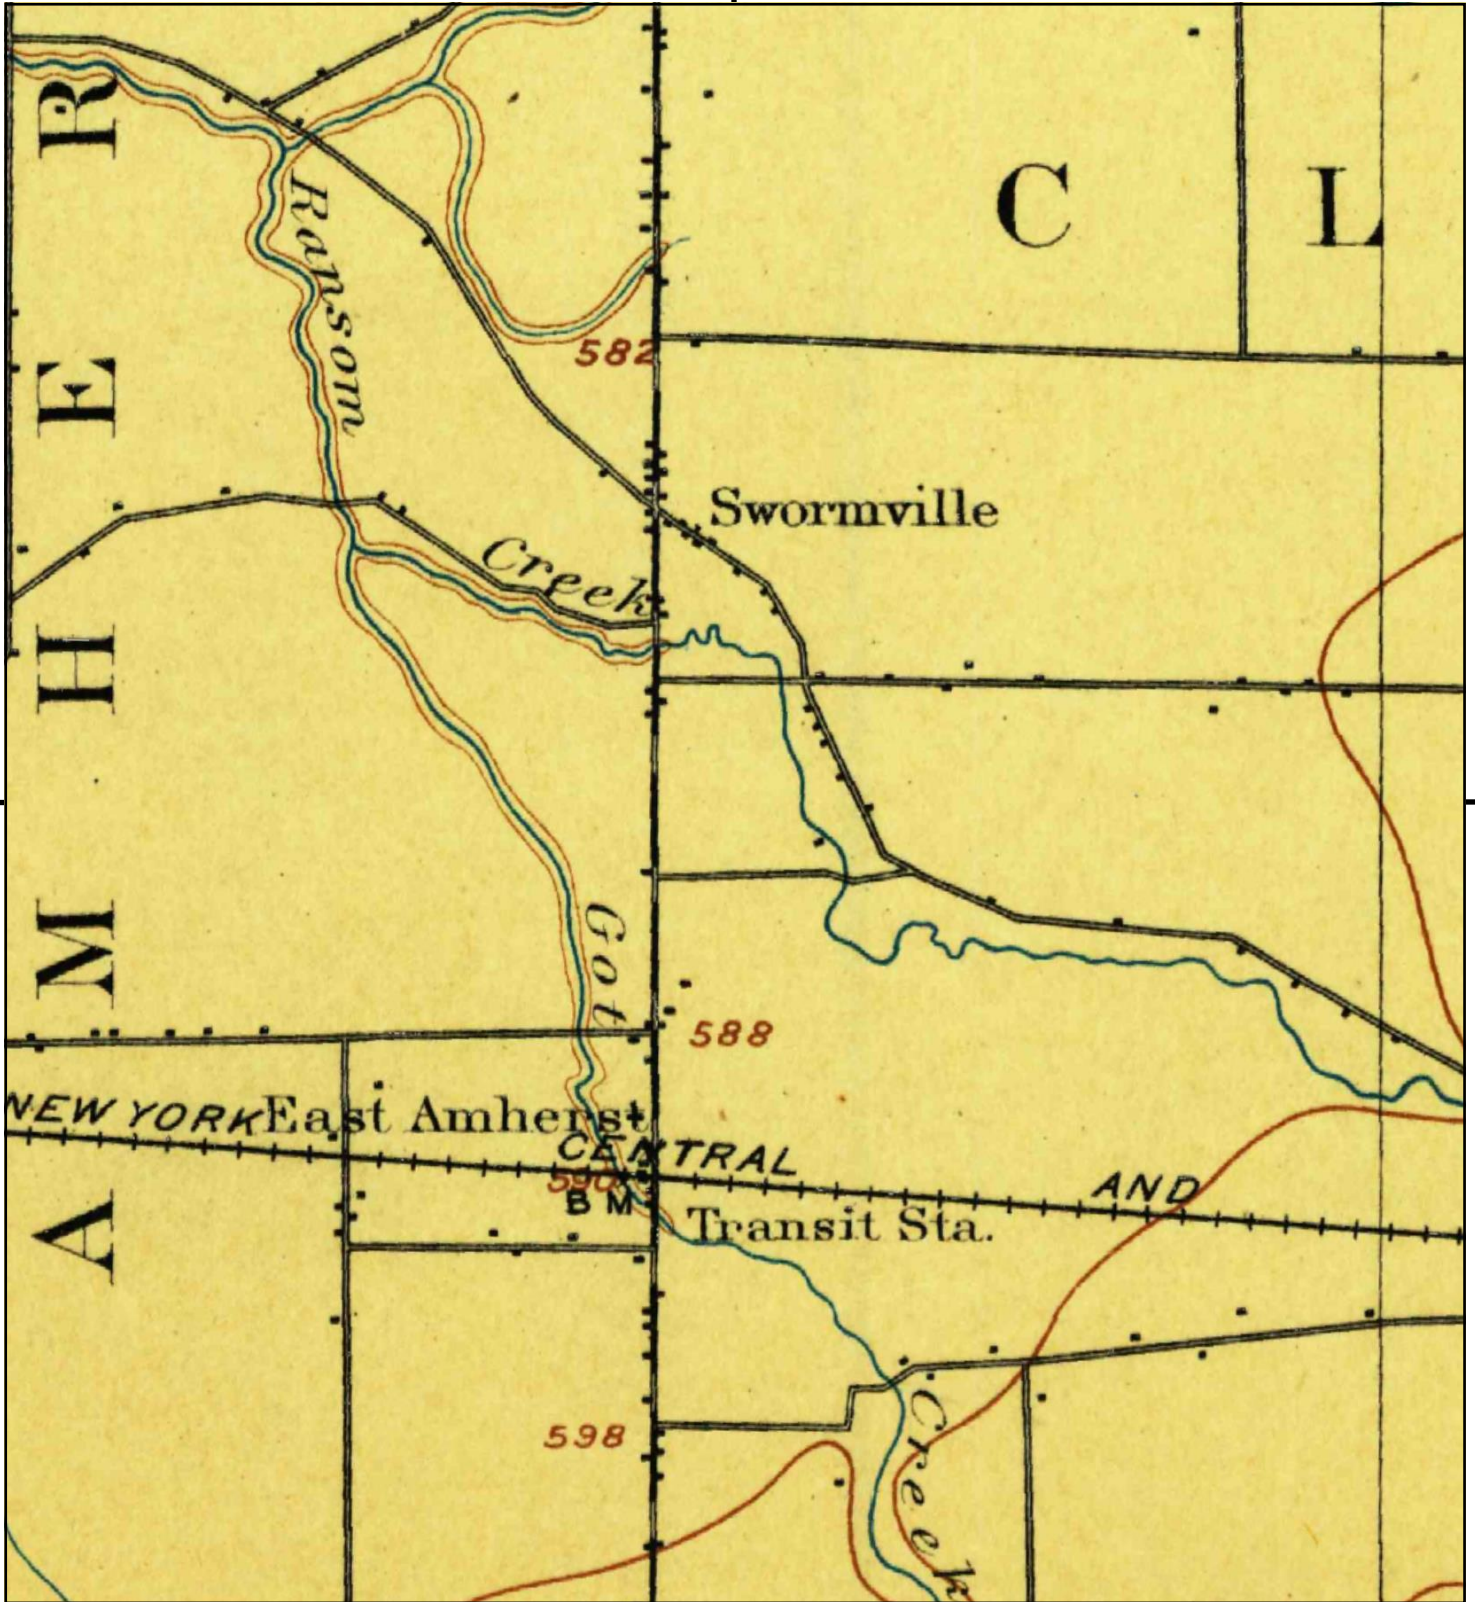 C L
Ransom
582
Swormville
Creek
Got
588
NEW YORK
East Amherst
CENTRAL
AND
590
B M
Transit Sta.
598
Creek
A M H E R